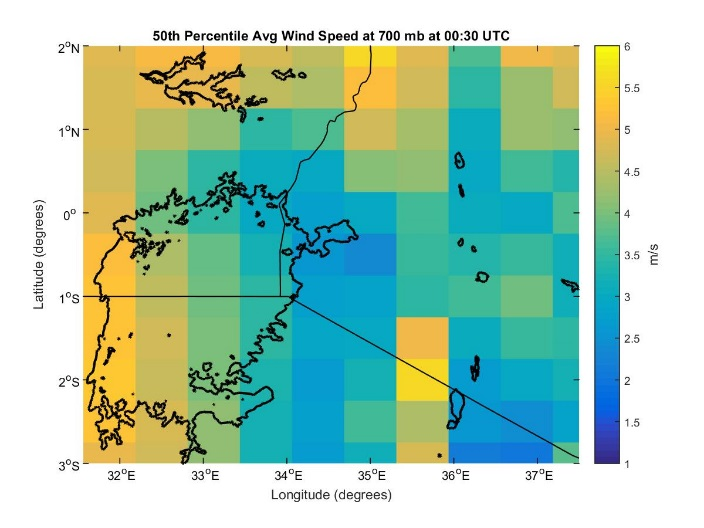 50th Percentile Avg Wind Speed at 700 mb at 00:30 UTC
2°N
1°N
0°
1°S
2°S
3°S
Latitude (degrees)
32°E
33°E
34°E
35°E
36°E
37°E
Longitude (degrees)
6
5.5
5
4.5
4
3.5
3
2.5
2
1.5
1
m/s